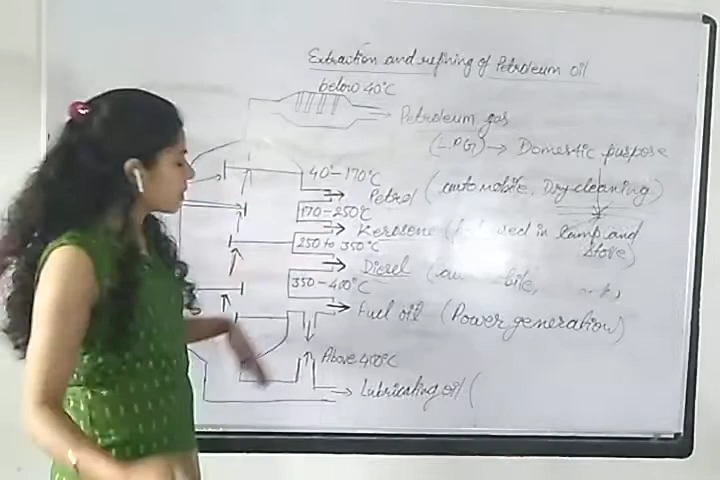 Extraction and refining of Petroleum oil
below 40°C
Petroleum gas
(L.P.G) → Domestic purpose
40°-170°C
Petrol (automobile, Dry cleaning)
170-250°C
Kerosene ( used in lamp and
stove)
250 to 350°C
Diesel (
350-400°C
Fuel oil (Power generation)
Above 400°C
Lubricating oil (